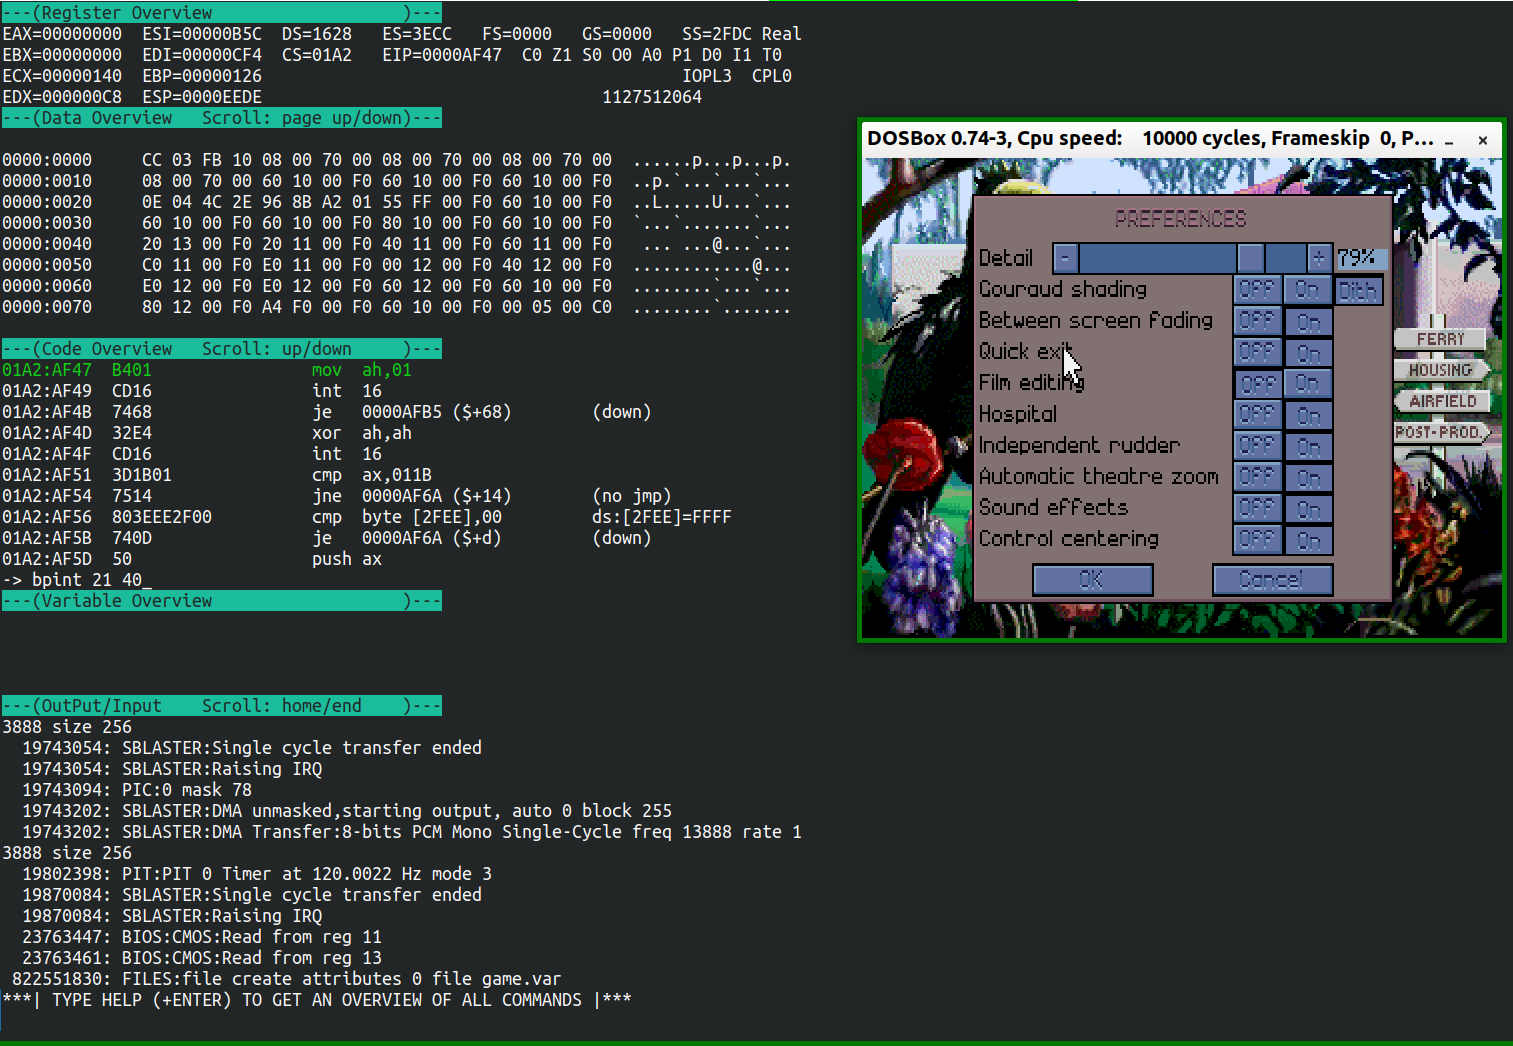 ---(Register Overview                   )---
EAX=00000000  ESI=00000B5C  DS=1628   ES=3ECC   FS=0000   GS=0000   SS=2FDC Real
EBX=00000000  EDI=00000CF4  CS=01A2   EIP=0000AF47  C0 Z1 S0 O0 A0 P1 D0 I1 T0
ECX=00000140  EBP=00000126                                          IOPL3  CPL0
EDX=000000C8  ESP=0000EEDE                                  1127512064
---(Data Overview   Scroll: page up/down)---
0000:0000     CC 03 FB 10 08 00 70 00 08 00 70 00 08 00 70 00  ......p...p...p.
0000:0010     08 00 70 00 60 10 00 F0 60 10 00 F0 60 10 00 F0  ..p.`...`...`...
0000:0020     0E 04 4C 2E 96 8B A2 01 55 FF 00 F0 60 10 00 F0  ..L.....U...`...
0000:0030     60 10 00 F0 60 10 00 F0 80 10 00 F0 60 10 00 F0  `...`.......`...
0000:0040     20 13 00 F0 20 11 00 F0 40 11 00 F0 60 11 00 F0   ... ...@...`...
0000:0050     C0 11 00 F0 E0 11 00 F0 00 12 00 F0 40 12 00 F0  ............@...
0000:0060     E0 12 00 F0 E0 12 00 F0 60 12 00 F0 60 10 00 F0  ........`...`...
0000:0070     80 12 00 F0 A4 F0 00 F0 60 10 00 F0 00 05 00 C0  ........`.......
---(Code Overview   Scroll: up/down     )---
01A2:AF47  B401                mov  ah,01
01A2:AF49  CD16                int  16
01A2:AF4B  7468                je   0000AFB5 ($+68)        (down)
01A2:AF4D  32E4                xor  ah,ah
01A2:AF4F  CD16                int  16
01A2:AF51  3D1B01              cmp  ax,011B
01A2:AF54  7514                jne  0000AF6A ($+14)        (no jmp)
01A2:AF56  803EEE2F00          cmp  byte [2FEE],00         ds:[2FEE]=FFFF
01A2:AF5B  740D                je   0000AF6A ($+d)         (down)
01A2:AF5D  50                  push ax
-> bpint 21 40_
---(Variable Overview                   )---
---(OutPut/Input    Scroll: home/end    )---
3888 size 256
  19743054: SBLASTER:Single cycle transfer ended
  19743054: SBLASTER:Raising IRQ
  19743094: PIC:0 mask 78
  19743202: SBLASTER:DMA unmasked,starting output, auto 0 block 255
  19743202: SBLASTER:DMA Transfer:8-bits PCM Mono Single-Cycle freq 13888 rate 1
3888 size 256
  19802398: PIT:PIT 0 Timer at 120.0022 Hz mode 3
  19870084: SBLASTER:Single cycle transfer ended
  19870084: SBLASTER:Raising IRQ
  23763447: BIOS:CMOS:Read from reg 11
  23763461: BIOS:CMOS:Read from reg 13
 822551830: FILES:file create attributes 0 file game.var
***| TYPE HELP (+ENTER) TO GET AN OVERVIEW OF ALL COMMANDS |***
DOSBox 0.74-3, Cpu speed:    10000 cycles, Frameskip  0, P...
PREFERENCES
Detail - + 79%
Gouraud shading Off On Dith
Between screen fading Off On
Quick exit Off On
Film editing Off On
Hospital Off On
Independent rudder Off On
Automatic theatre zoom Off On
Sound effects Off On
Control centering Off On
OK Cancel
FERRY
HOUSING
AIRFIELD
POST-PROD.